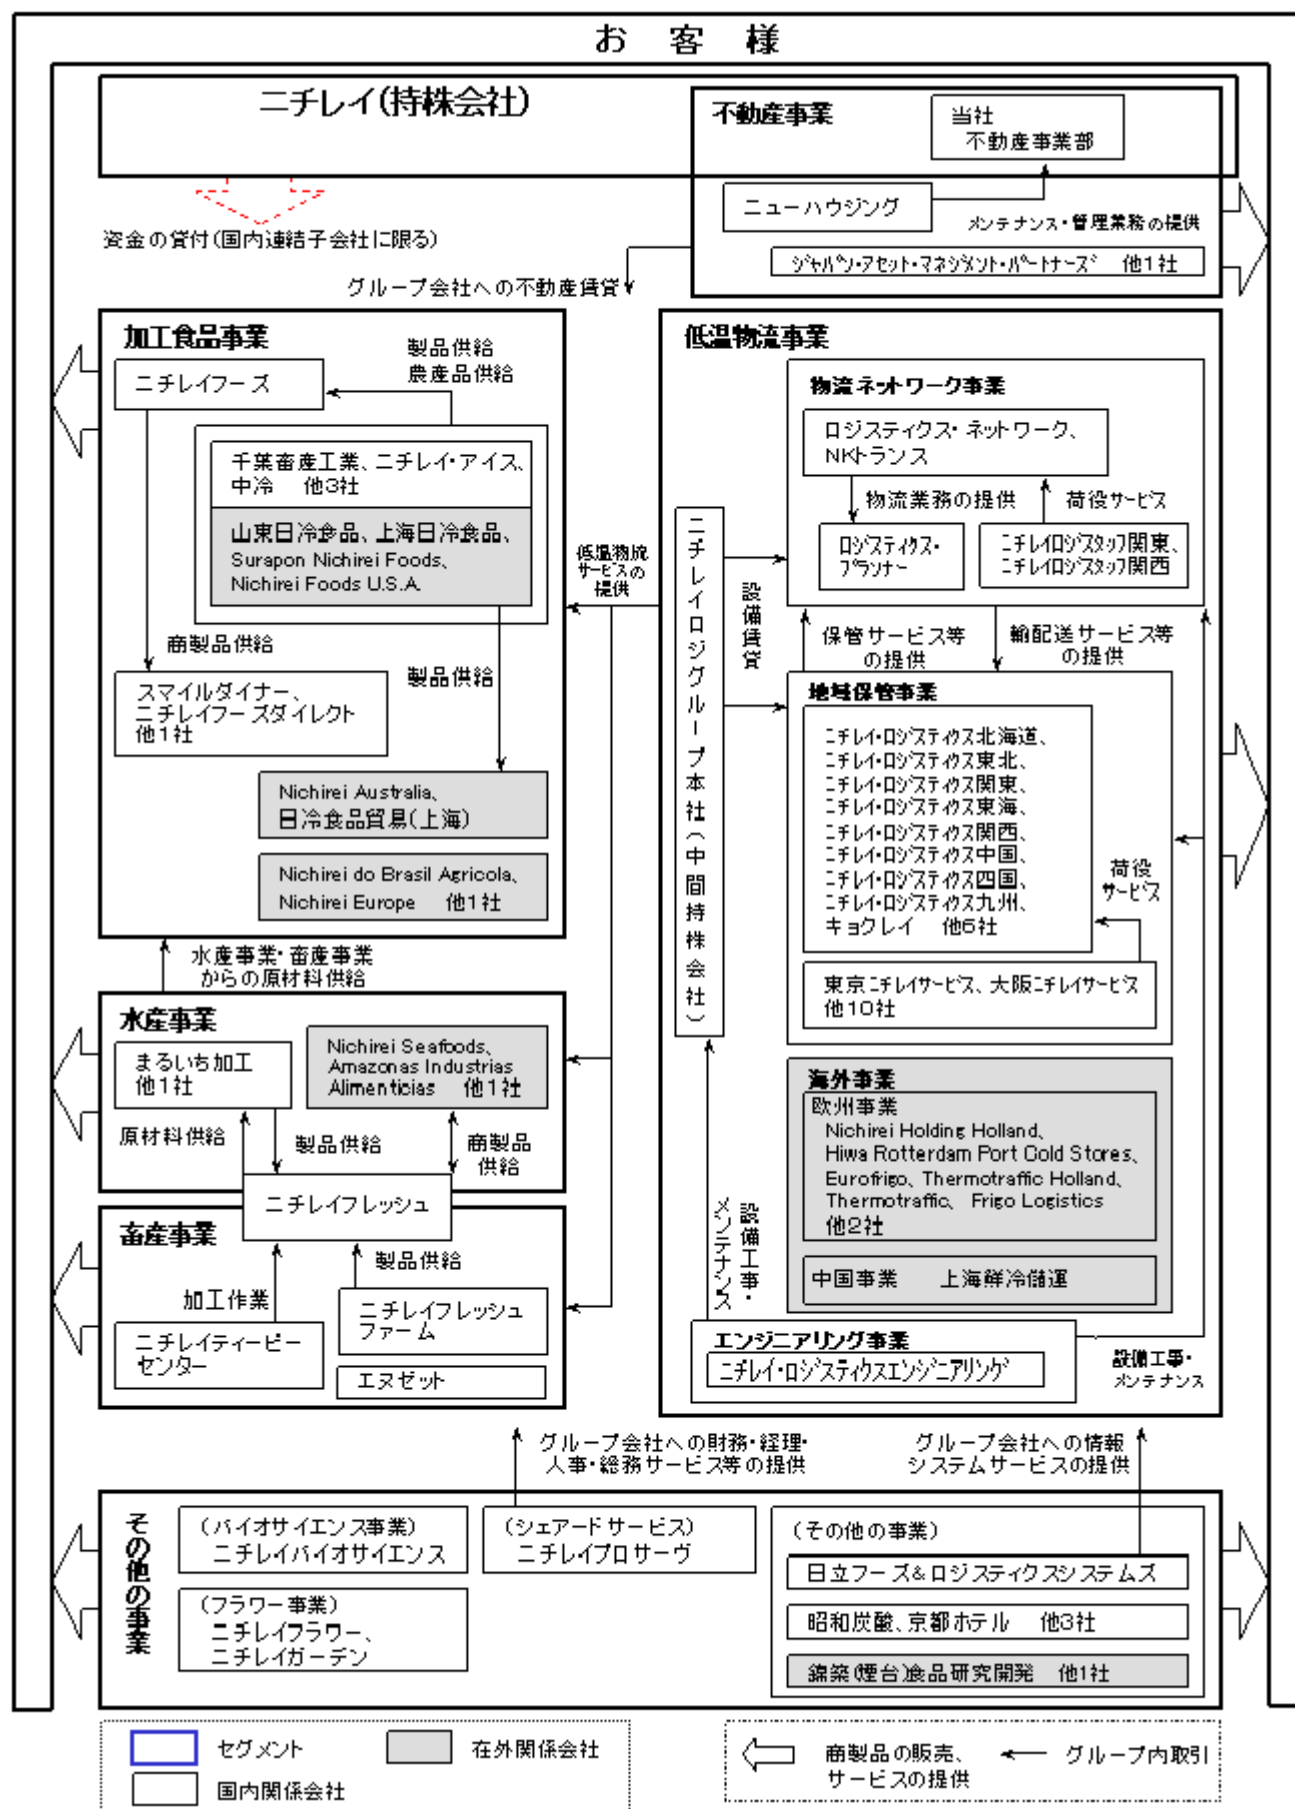 お客様
ニチレイ(持株会社)
不動産事業
当社
不動産事業部
ニューハウジング
メンテナンス・管理業務の提供
ジャパン・アセット・マネジメント・パートナーズ 他1社
資金の貸付(国内連結子会社に限る)
グループ会社への不動産賃貸
加工食品事業
製品供給
農産品供給
ニチレイフーズ
千葉畜産工業、ニチレイ・アイス、
中冷 他3社
山東日冷食品、上海日冷食品、
Surapon Nichirei Foods、
Nichirei Foods U.S.A.
商製品供給
製品供給
スマイルダイナー、
ニチレイフーズダイレクト
他1社
Nichirei Australia、
日冷食品貿易(上海)
Nichirei do Brasil Agricola、
Nichirei Europe 他1社
低温物流
サービスの
提供
水産事業・畜産事業
からの原材料供給
水産事業
まるいち加工
他1社
Nichirei Seafoods、
Amazonas Industrias
Alimenticias 他1社
原材料供給
製品供給
商製品
供給
ニチレイフレッシュ
畜産事業
製品供給
加工作業
ニチレイフレッシュ
ファーム
ニチレイティーピー
センター
エヌゼット
低温物流事業
物流ネットワーク事業
ロジスティクス・ネットワーク、
NKトランス
物流業務の提供
荷役サービス
ロジスティクス・
プランナー
ニチレイロジスタッフ関東、
ニチレイロジスタッフ関西
ニチレイロジグループ本社(中間持株会社)
設備賃貸
保管サービス等
の提供
輸配送サービス等
の提供
地域保管事業
ニチレイ・ロジスティクス北海道、
ニチレイ・ロジスティクス東北、
ニチレイ・ロジスティクス関東、
ニチレイ・ロジスティクス東海、
ニチレイ・ロジスティクス関西、
ニチレイ・ロジスティクス中国、
ニチレイ・ロジスティクス四国、
ニチレイ・ロジスティクス九州、
キョクレイ 他6社
荷役
サービス
東京ニチレイサービス、大阪ニチレイサービス
他10社
海外事業
欧州事業
Nichirei Holding Holland、
Hiwa Rotterdam Port Cold Stores、
Eurofrigo、Thermotraffic Holland、
Thermotraffic、 Frigo Logistics
他2社
中国事業 上海鮮冷儲運
設備工事・
メンテナンス
エンジニアリング事業
ニチレイ・ロジスティクスエンジニアリング
設備工事・
メンテナンス
グループ会社への財務・経理・
人事・総務サービス等の提供
グループ会社への情報
システムサービスの提供
その他の事業
(バイオサイエンス事業)
ニチレイバイオサイエンス
(シェアードサービス)
ニチレイプロサーヴ
(その他の事業)
日立フーズ&ロジスティクスシステムズ
(フラワー事業)
ニチレイフラワー、
ニチレイガーデン
昭和炭酸、京都ホテル 他3社
錦築(煙台)食品研究開発 他1社
セグメント
在外関係会社
国内関係会社
商製品の販売、
サービスの提供
グループ内取引